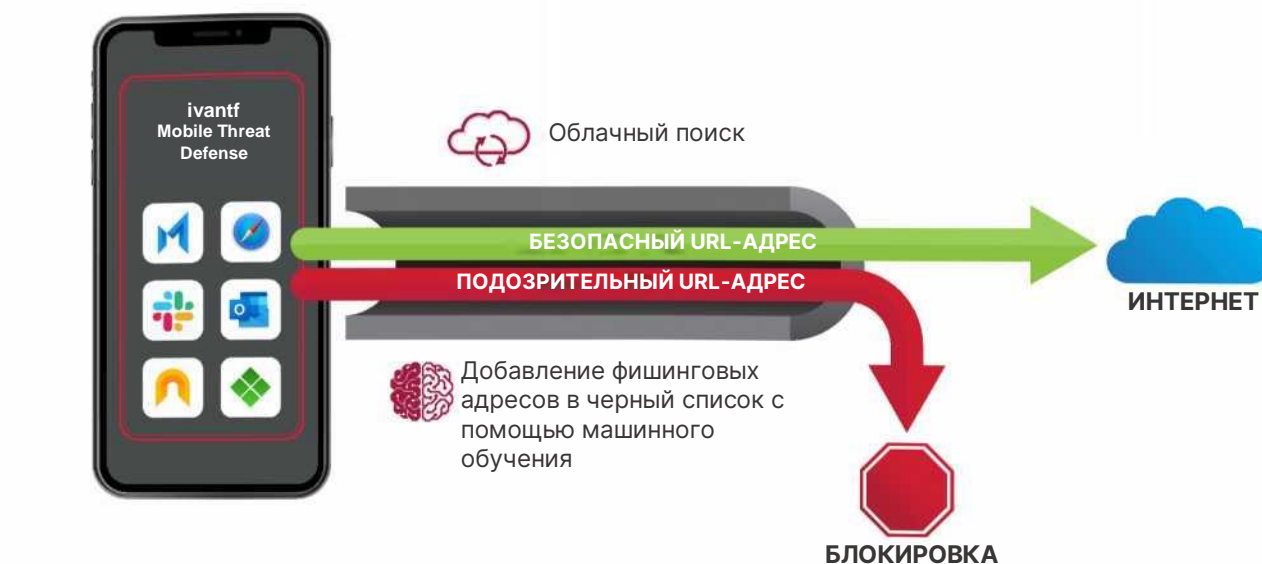 ivantf
Mobile Threat
Defense
Облачный поиск
БЕЗОПАСНЫЙ URL-АДРЕС
ПОДОЗРИТЕЛЬНЫЙ URL-АДРЕС
ИНТЕРНЕТ
Добавление фишинговых
адресов в черный список с
помощью машинного
обучения
БЛОКИРОВКА